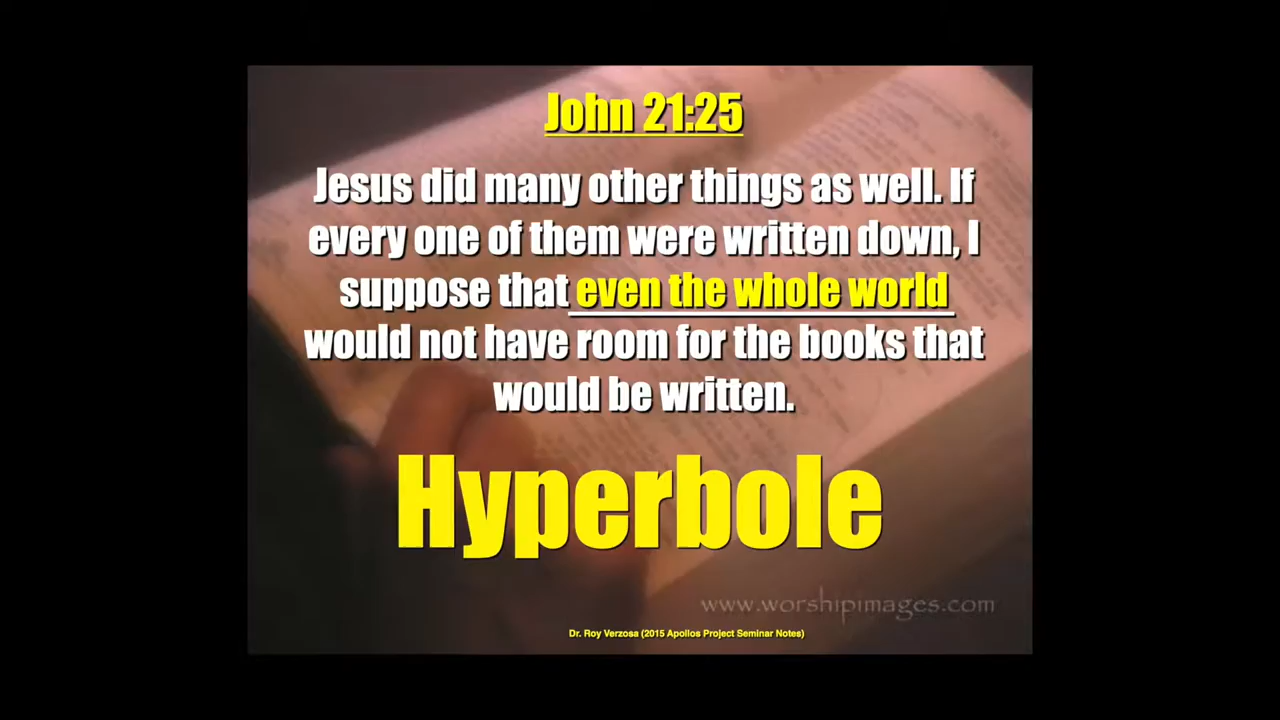 John 21:25
Jesus did many other things as well. If
every one of them were written down, I
suppose that even the whole world
would not have room for the books that
would be written.
Hyperbole
www.worshipimages.com
Dr. Roy Verzosa (2015 Apollos Project Seminar Notes)